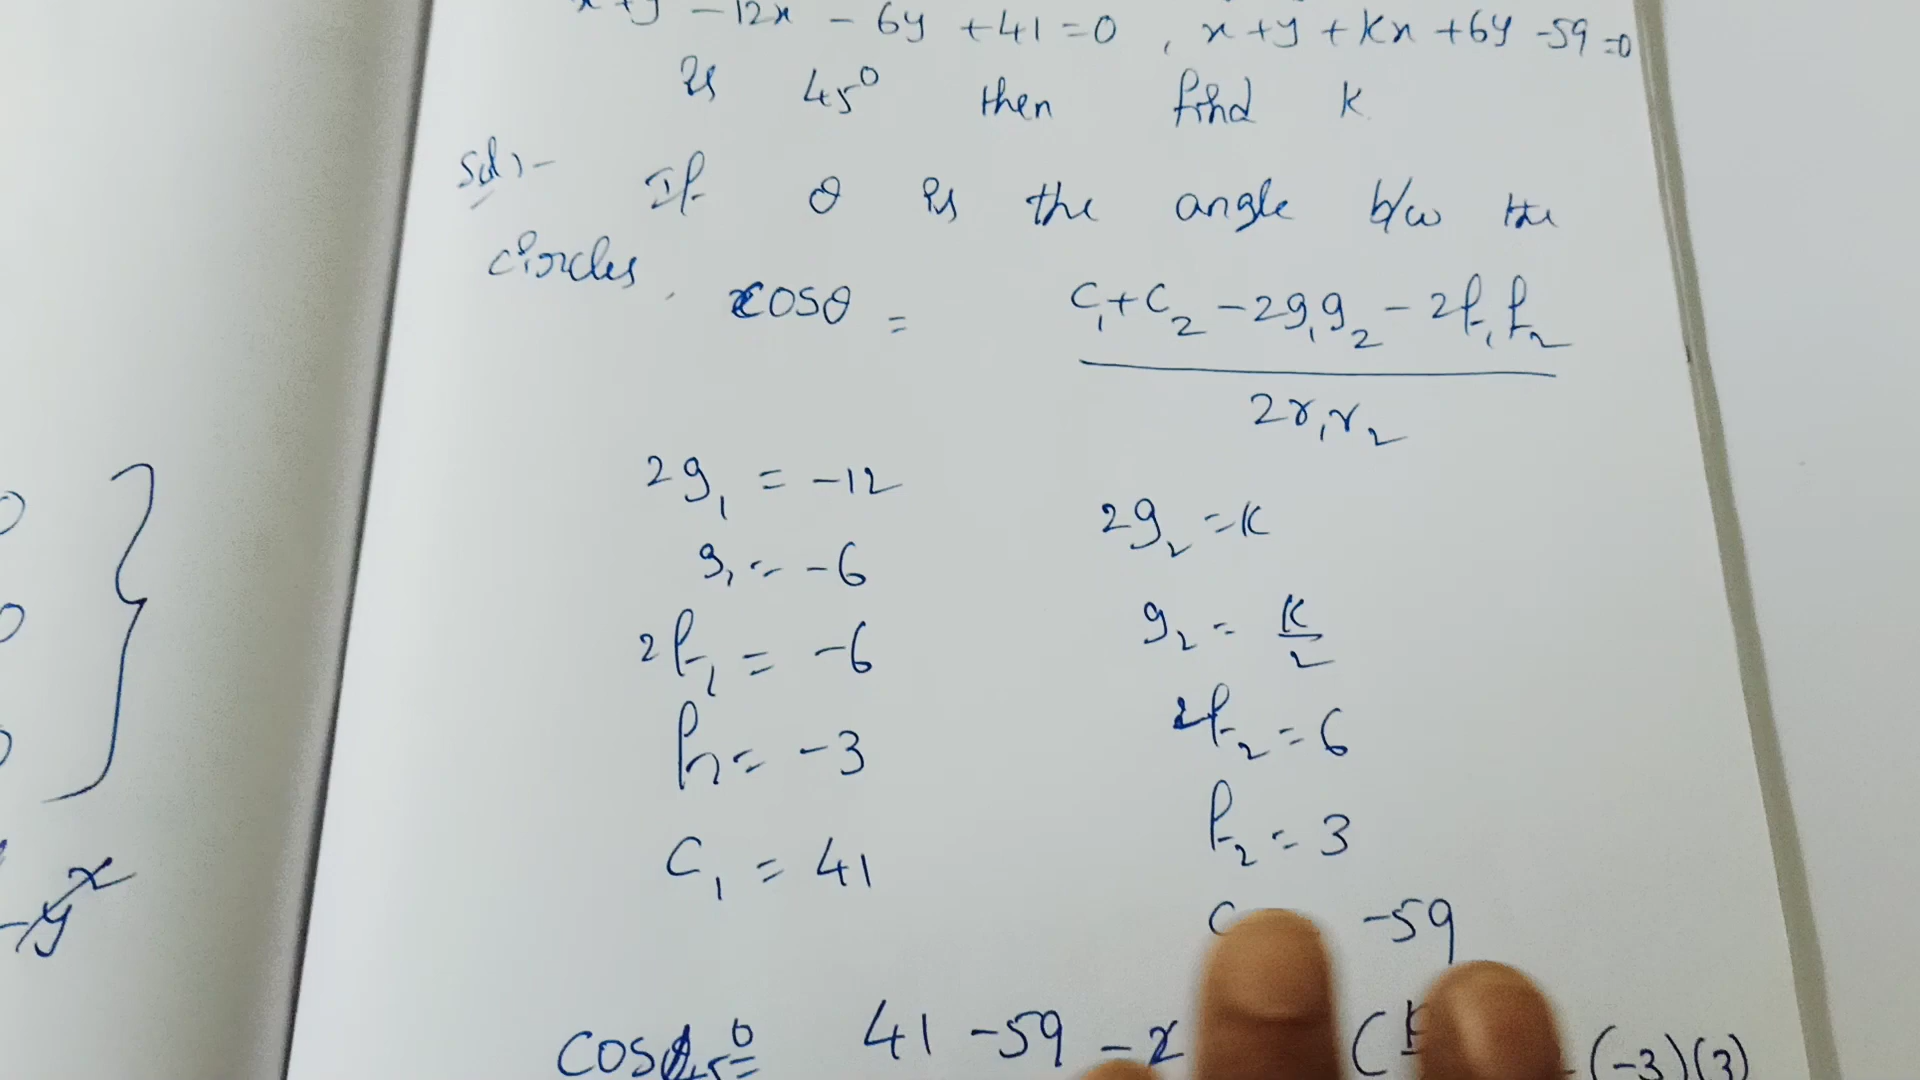 x+y -12x - 6y +41=0 , x+y +kx +6y -59=0
is 45° then find k
Sol:-
If θ is the angle b/w the
circles, cosθ = C₁+C₂ -2g₁g₂ - 2f₁f₂
2r₁r₂
2g₁ = -12
2g₂ = k
g₁ = -6
g₂ = k/2
2f₁ = -6
2f₂ = 6
f₁ = -3
f₂ = 3
C₁ = 41
C -59
cos45° = 41 -59 - 2 (k (-3)(3)
-y x